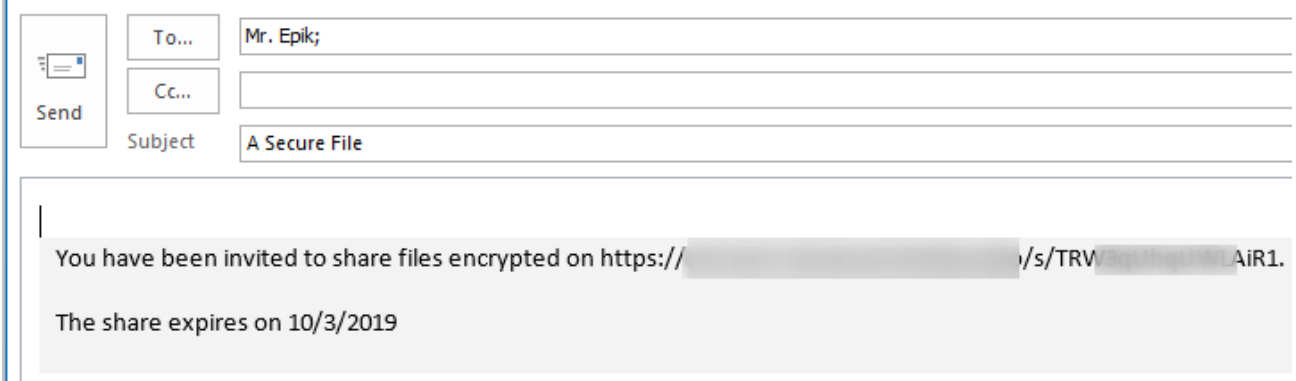 To...
Mr. Epik;
Cc...
Send
Subject
A Secure File
You have been invited to share files encrypted on https:// /s/TRW AiR1.
The share expires on 10/3/2019